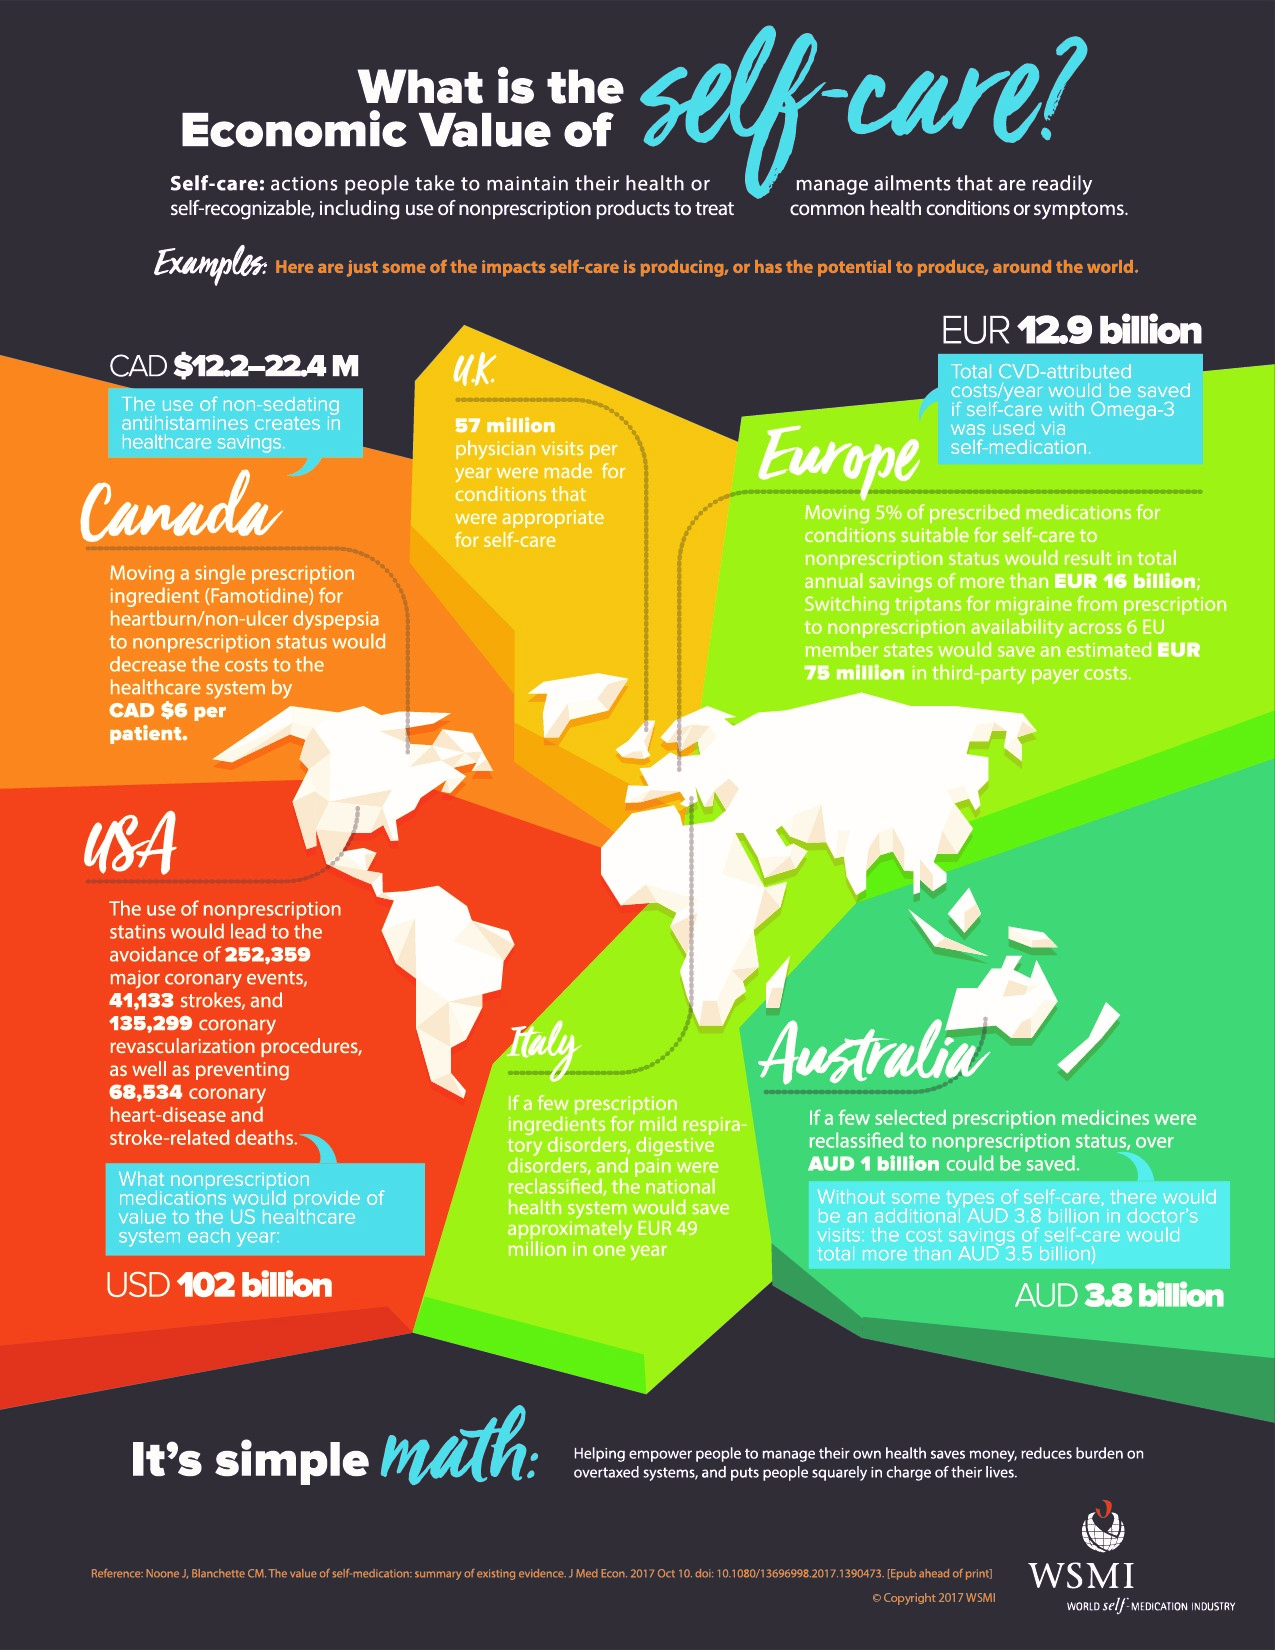 What is the
Economic Value of
self-care?
Self-care: actions people take to maintain their health or manage ailments that are readily
self-recognizable, including use of nonprescription products to treat common health conditions or symptoms.
Examples: Here are just some of the impacts self-care is producing, or has the potential to produce, around the world.
CAD $12.2–22.4 M
The use of non-sedating
antihistamines creates in
healthcare savings.
Canada
Moving a single prescription
ingredient (Famotidine) for
heartburn/non-ulcer dyspepsia
to nonprescription status would
decrease the costs to the
healthcare system by
CAD $6 per
patient.
U.K.
57 million
physician visits per
year were made for
conditions that
were appropriate
for self-care
EUR 12.9 billion
Total CVD-attributed
costs/year would be saved
if self-care with Omega-3
was used via
self-medication.
Europe
Moving 5% of prescribed medications for
conditions suitable for self-care to
nonprescription status would result in total
annual savings of more than EUR 16 billion;
Switching triptans for migraine from prescription
to nonprescription availability across 6 EU
member states would save an estimated EUR
75 million in third-party payer costs.
USA
The use of nonprescription
statins would lead to the
avoidance of 252,359
major coronary events,
41,133 strokes, and
135,299 coronary
revascularization procedures,
as well as preventing
68,534 coronary
heart-disease and
stroke-related deaths.
What nonprescription
medications would provide of
value to the US healthcare
system each year:
USD 102 billion
Italy
If a few prescription
ingredients for mild respira-
tory disorders, digestive
disorders, and pain were
reclassified, the national
health system would save
approximately EUR 49
million in one year
Australia
If a few selected prescription medicines were
reclassified to nonprescription status, over
AUD 1 billion could be saved.
Without some types of self-care, there would
be an additional AUD 3.8 billion in doctor's
visits: the cost savings of self-care would
total more than AUD 3.5 billion)
AUD 3.8 billion
It's simple math:
Helping empower people to manage their own health saves money, reduces burden on
overtaxed systems, and puts people squarely in charge of their lives.
Reference: Noone J, Blanchette CM. The value of self-medication: summary of existing evidence. J Med Econ. 2017 Oct 10. doi: 10.1080/13696998.2017.1390473. [Epub ahead of print]
© Copyright 2017 WSMI
WSMI
WORLD self-MEDICATION INDUSTRY